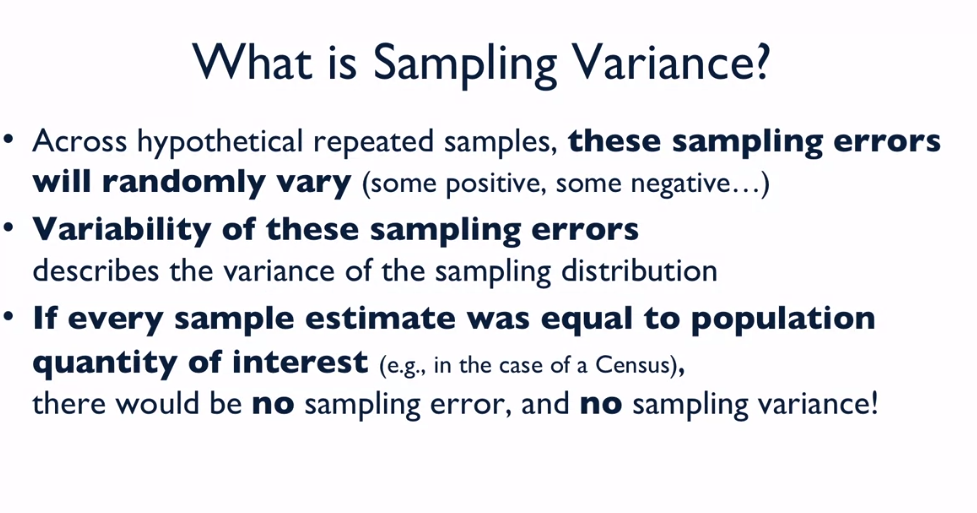 What is Sampling Variance?
• Across hypothetical repeated samples, these sampling errors
will randomly vary (some positive, some negative…)
• Variability of these sampling errors
describes the variance of the sampling distribution
• If every sample estimate was equal to population
quantity of interest (e.g., in the case of a Census),
there would be no sampling error, and no sampling variance!